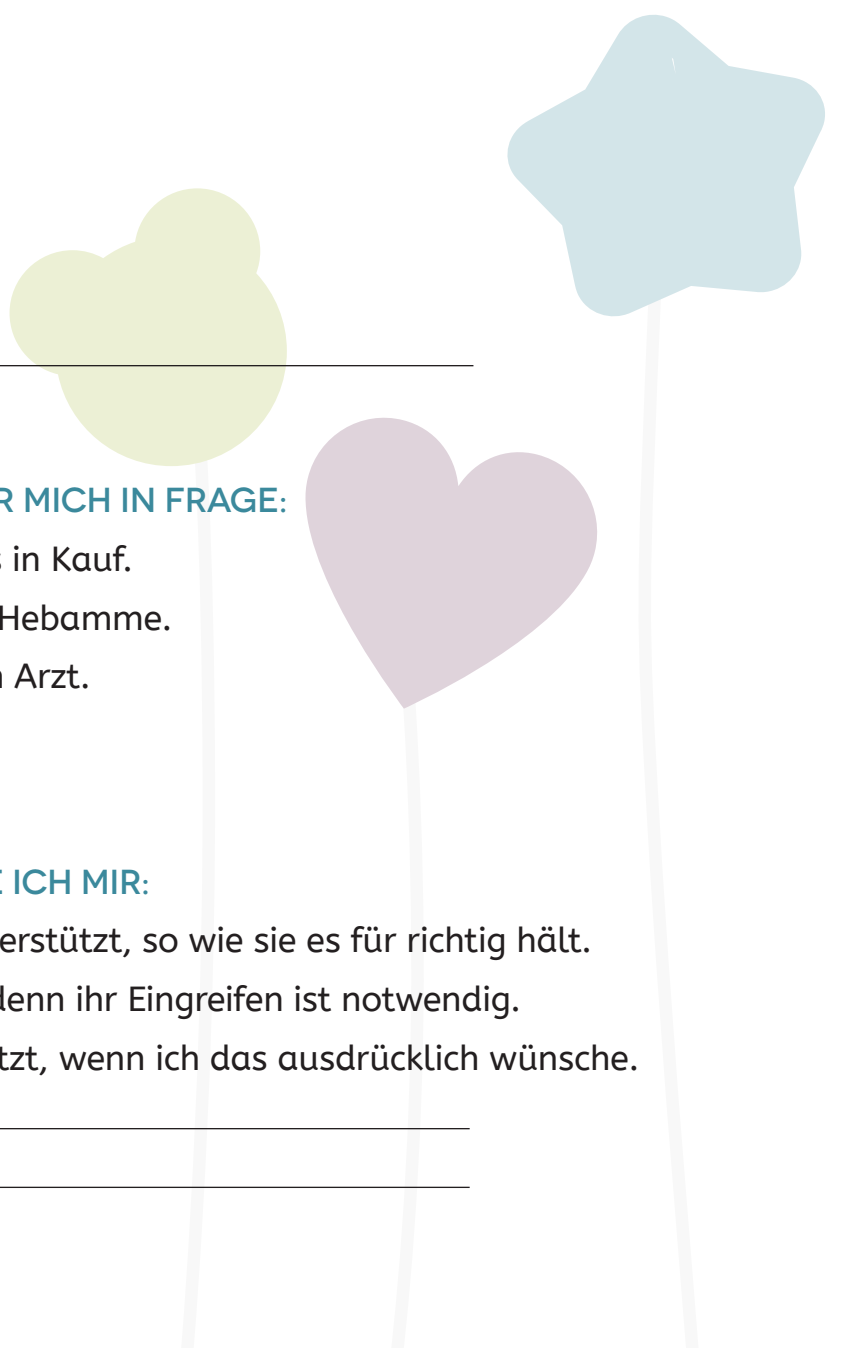 R MICH IN FRAGE:
s in Kauf.
Hebamme.
Arzt.
ICH MIR:
erstützt, so wie sie es für richtig hält.
denn ihr Eingreifen ist notwendig.
tzt, wenn ich das ausdrücklich wünsche.